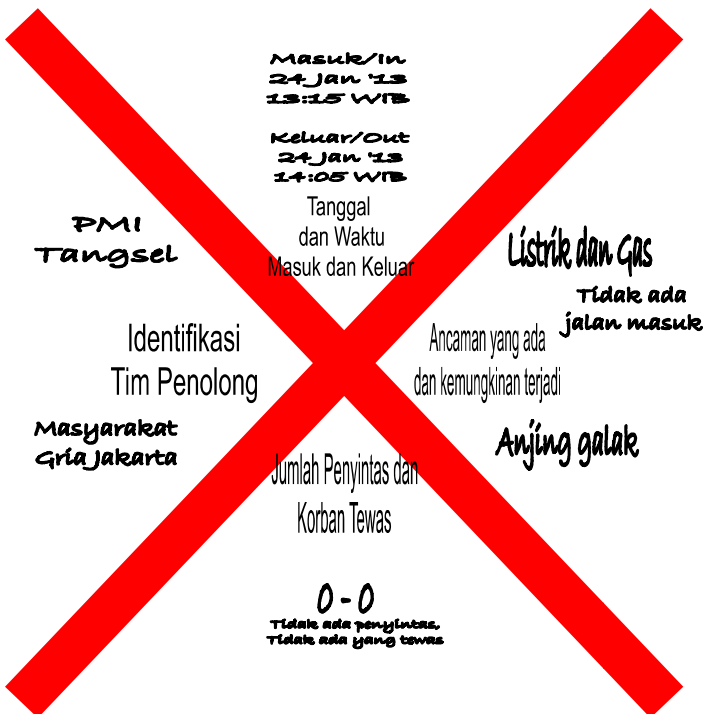 Masuk/In
24 Jan '13
13:15 WIB
Keluar/Out
24 Jan '13
14:05 WIB
Tanggal
dan Waktu
Masuk dan Keluar
PMI
Tangsel
Identifikasi
Tim Penolong
Masyarakat
Gria Jakarta
Listrik dan Gas
Tidak ada
jalan masuk
Ancaman yang ada
dan kemungkinan terjadi
Anjing galak
Jumlah Penyintas dan
Korban Tewas
0 - 0
Tidak ada penyintas,
Tidak ada yang tewas